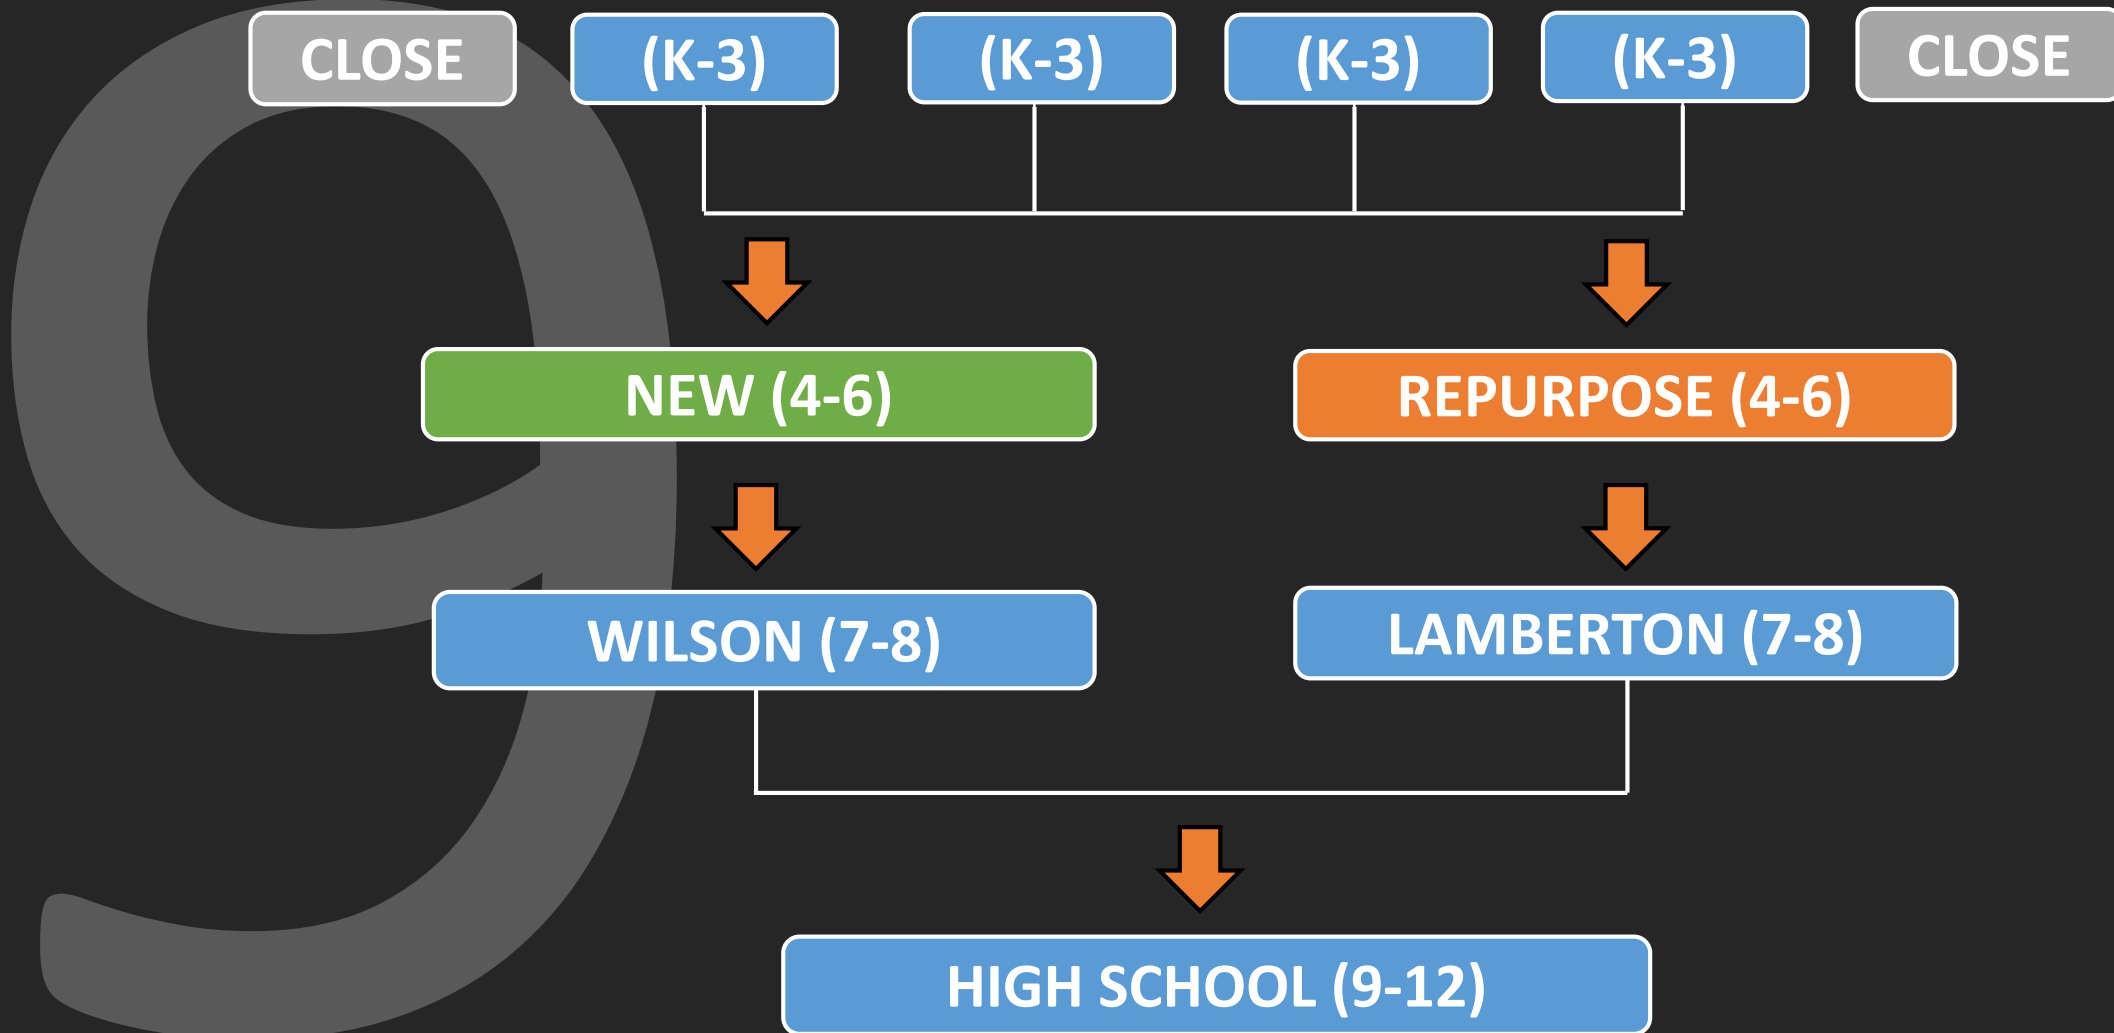 9
CLOSE
(K-3)
(K-3)
(K-3)
(K-3)
CLOSE
NEW (4-6)
REPURPOSE (4-6)
WILSON (7-8)
LAMBERTON (7-8)
HIGH SCHOOL (9-12)